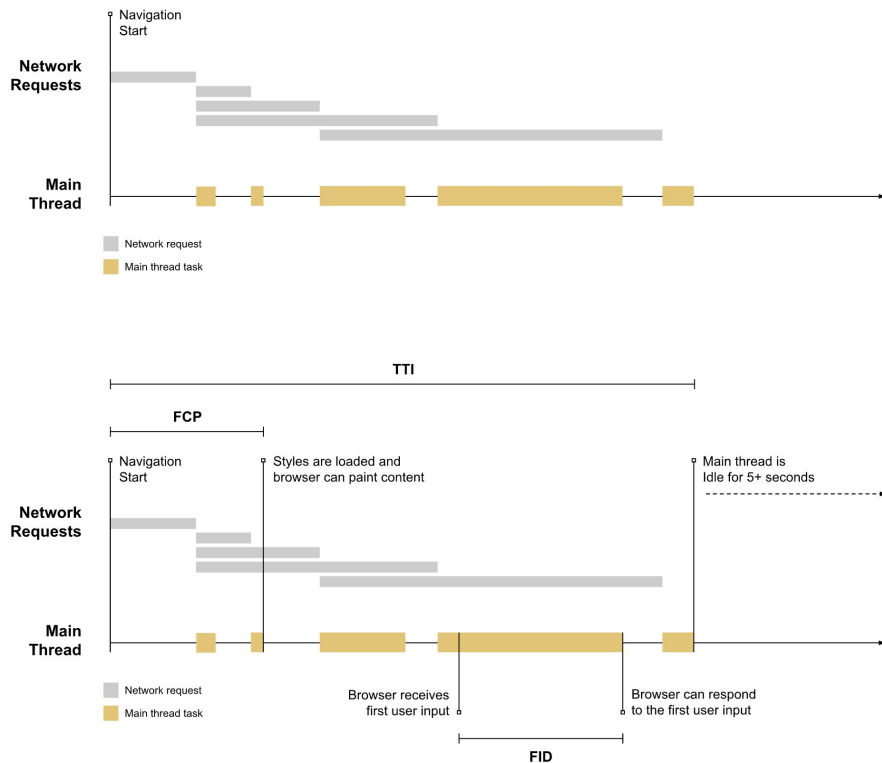 Navigation
Start
Network
Requests
Main
Thread
Network request
Main thread task
TTI
FCP
Navigation
Start
Styles are loaded and
browser can paint content
Main thread is
Idle for 5+ seconds
Network
Requests
Main
Thread
Network request
Main thread task
Browser receives
first user input
Browser can respond
to the first user input
FID